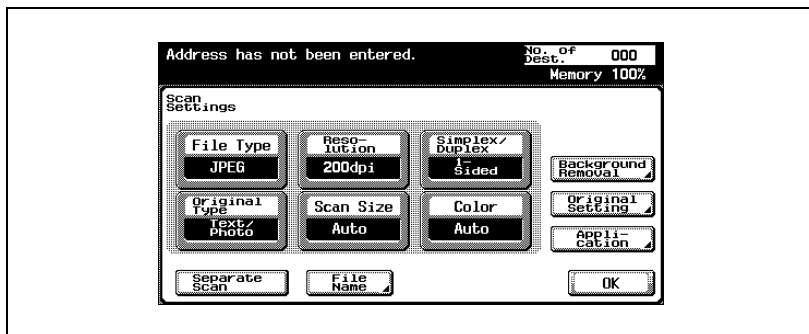 Address has not been entered.
No. of
Dest.
000
Memory 100%
Scan
Settings
File Type
JPEG
Reso-
lution
200dpi
Simplex/
Duplex
1-
Sided
Background
Removal
Original
Type
Text/
Photo
Scan Size
Auto
Color
Auto
Original
Setting
Appli-
cation
Separate
Scan
File
Name
OK